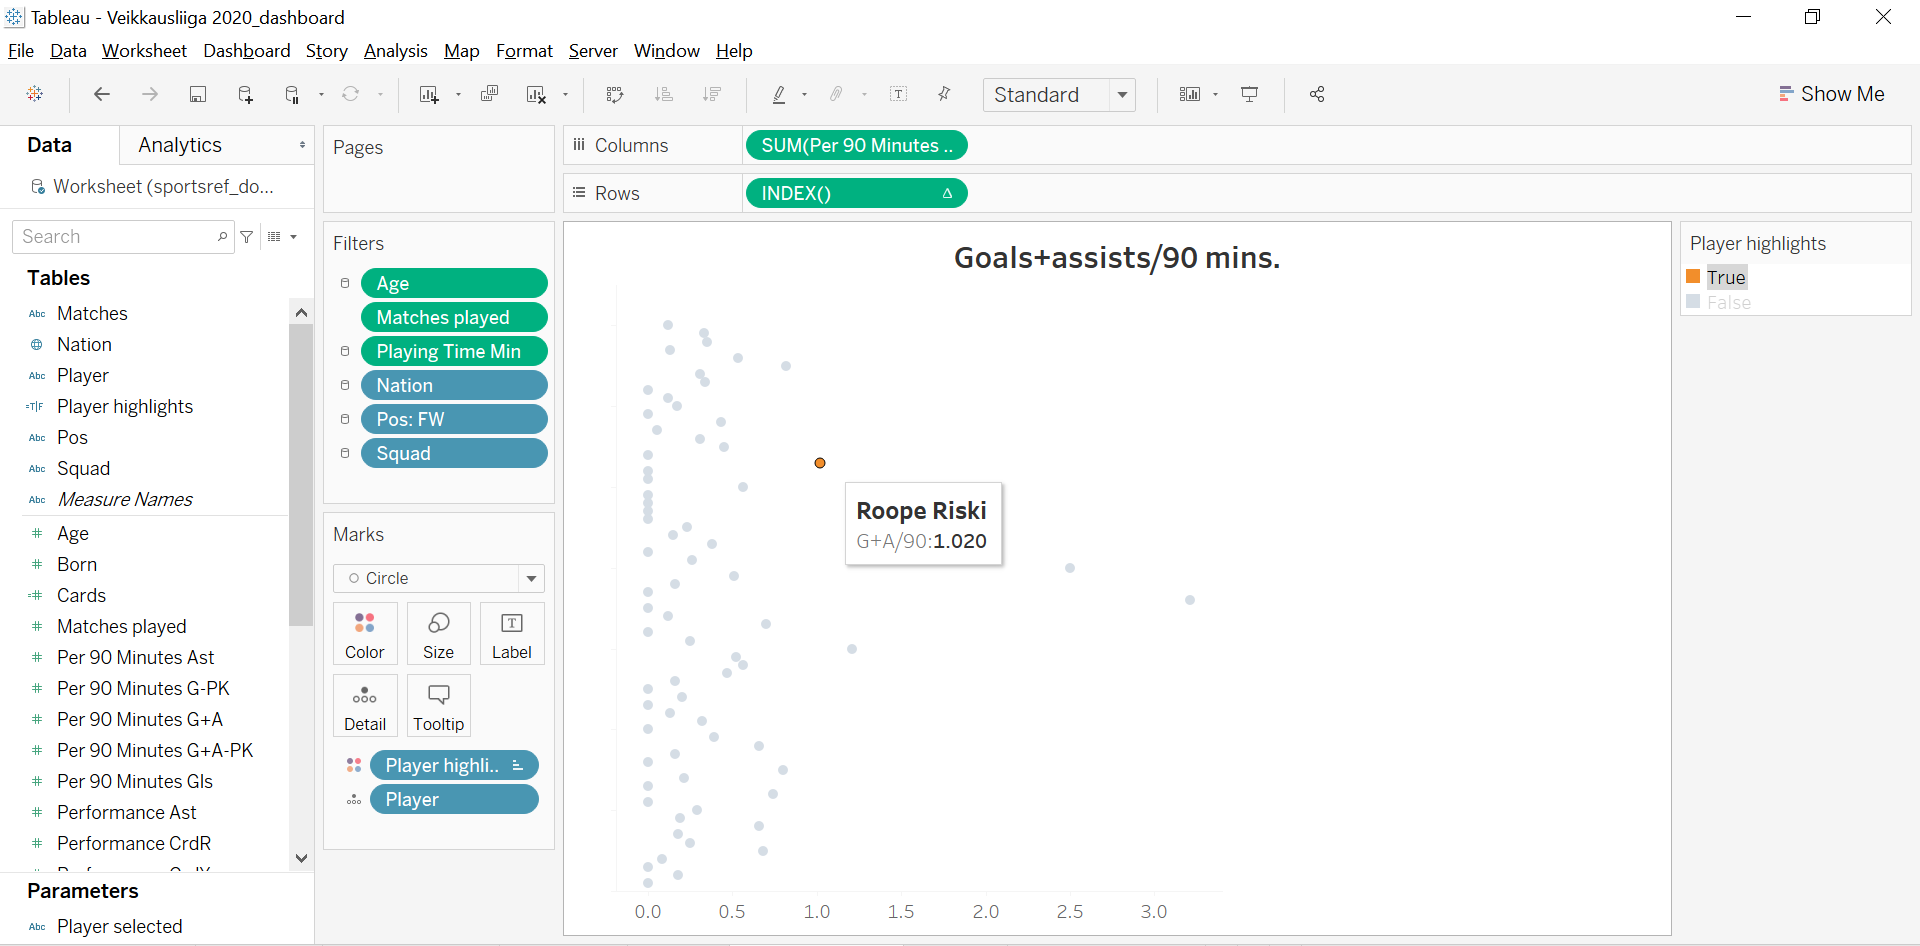 Tableau - Veikkausliiga 2020_dashboard
File Data Worksheet Dashboard Story Analysis Map Format Server Window Help
Standard
Show Me
Data
Analytics
Worksheet (sportsref_do...
Search
Tables
Abc Matches
Nation
Abc Player
=T|F Player highlights
Abc Pos
Abc Squad
Abc Measure Names
# Age
# Born
=# Cards
# Matches played
# Per 90 Minutes Ast
# Per 90 Minutes G-PK
# Per 90 Minutes G+A
# Per 90 Minutes G+A-PK
# Per 90 Minutes Gls
# Performance Ast
# Performance CrdR
Parameters
Abc Player selected
Pages
Filters
Age
Matches played
Playing Time Min
Nation
Pos: FW
Squad
Marks
Circle
Color
Size
T
Label
Detail
Tooltip
Player highli..
Player
Columns
SUM(Per 90 Minutes ..
Rows
INDEX()
Goals+assists/90 mins.
Roope Riski
G+A/90:1.020
0.0 0.5 1.0 1.5 2.0 2.5 3.0
Player highlights
True
False